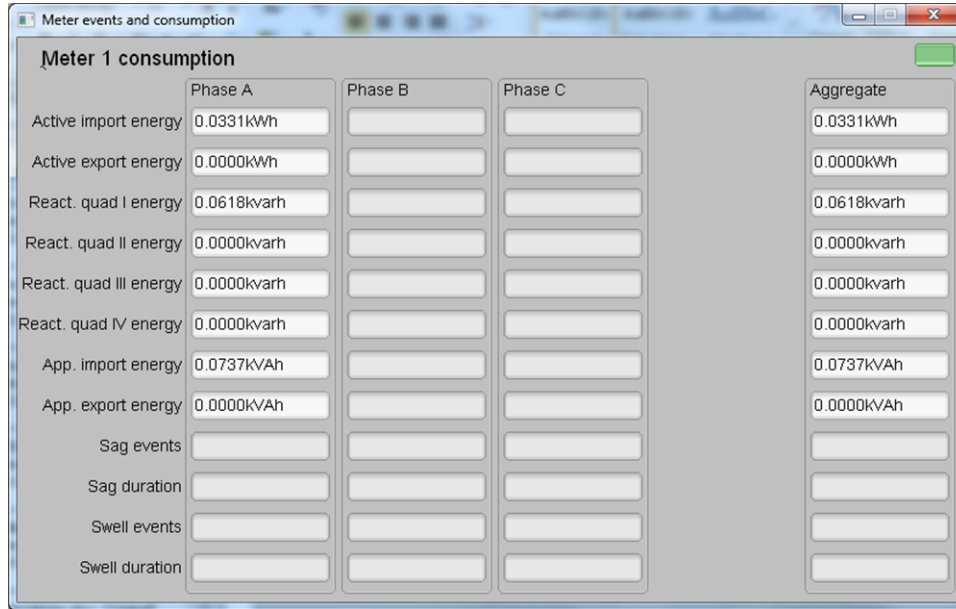 Meter events and consumption
Meter 1 consumption
Phase A Phase B Phase C Aggregate
Active import energy 0.0331kWh 0.0331kWh
Active export energy 0.0000kWh 0.0000kWh
React. quad I energy 0.0618kvarh 0.0618kvarh
React. quad II energy 0.0000kvarh 0.0000kvarh
React. quad III energy 0.0000kvarh 0.0000kvarh
React. quad IV energy 0.0000kvarh 0.0000kvarh
App. import energy 0.0737kVAh 0.0737kVAh
App. export energy 0.0000kVAh 0.0000kVAh
Sag events
Sag duration
Swell events
Swell duration